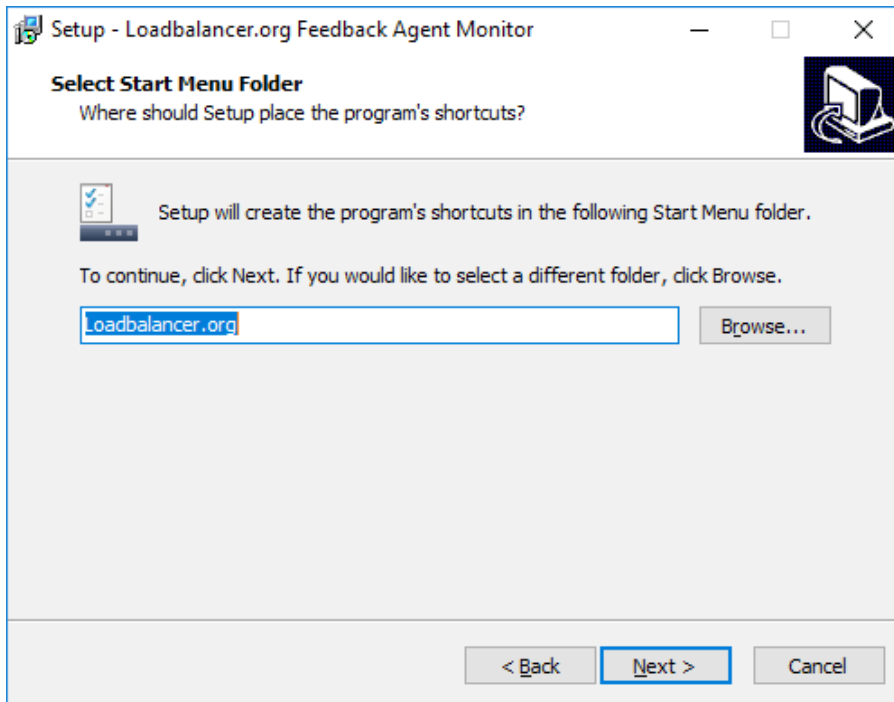 Setup - Loadbalancer.org Feedback Agent Monitor
Select Start Menu Folder
Where should Setup place the program's shortcuts?
Setup will create the program's shortcuts in the following Start Menu folder.
To continue, click Next. If you would like to select a different folder, click Browse.
Loadbalancer.org
Browse...
< Back
Next >
Cancel